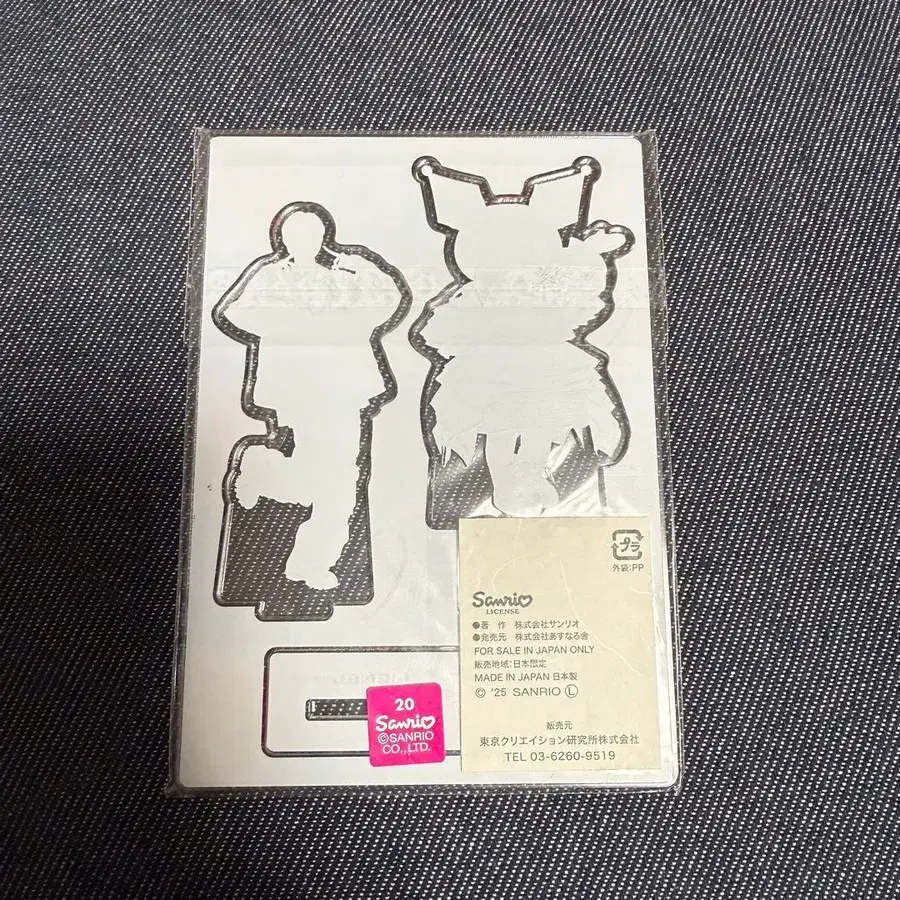 プラ
外袋:PP
Sanrio
LICENSE
●著 作 株式会社サンリオ
●発売元 株式会社あすなろ舎
FOR SALE IN JAPAN ONLY
販売地域:日本限定
MADE IN JAPAN 日本製
© '25 SANRIO Ⓛ
販売元
東京クリエイション研究所株式会社
TEL 03-6260-9519
20
Sanrio
©SANRIO
CO.,LTD.